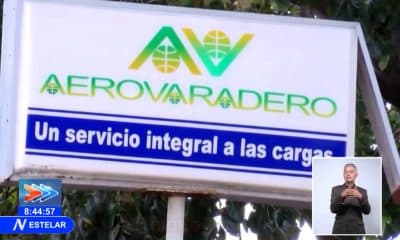 AV
AEROVARADERO
Un servicio integral a las cargas
8:44:57
N ESTELAR